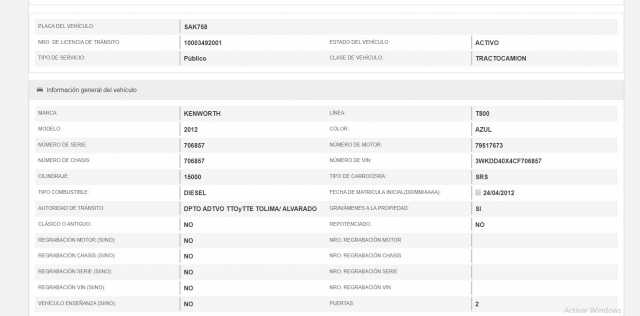 PLACA DEL VEHÍCULO: SAK758
NRO. DE LICENCIA DE TRÁNSITO: 10003492001 ESTADO DEL VEHÍCULO: ACTIVO
TIPO DE SERVICIO: Público CLASE DE VEHÍCULO: TRACTOCAMION
Información general del vehículo
MARCA: KENWORTH LÍNEA: T800
MODELO: 2012 COLOR: AZUL
NÚMERO DE SERIE: 706857 NÚMERO DE MOTOR: 79517673
NÚMERO DE CHASIS: 706857 NÚMERO DE VIN: 3WKDD40X4CF706857
CILINDRAJE: 15000 TIPO DE CARROCERÍA: SRS
TIPO COMBUSTIBLE: DIESEL FECHA DE MATRICULA INICIAL(DD/MM/AAAA): 24/04/2012
AUTORIDAD DE TRÁNSITO: DPTO ADTVO TTOyTTE TOLIMA/ ALVARADO GRAVÁMENES A LA PROPIEDAD: SI
CLÁSICO O ANTIGUO: NO REPOTENCIADO: NO
REGRABACIÓN MOTOR (SI/NO) NO NRO. REGRABACIÓN MOTOR
REGRABACIÓN CHASIS (SI/NO) NO NRO. REGRABACIÓN CHASIS
REGRABACIÓN SERIE (SI/NO) NO NRO. REGRABACIÓN SERIE
REGRABACIÓN VIN (SI/NO) NO NRO. REGRABACIÓN VIN
VEHÍCULO ENSEÑANZA (SI/NO) NO PUERTAS 2
Activar Windows